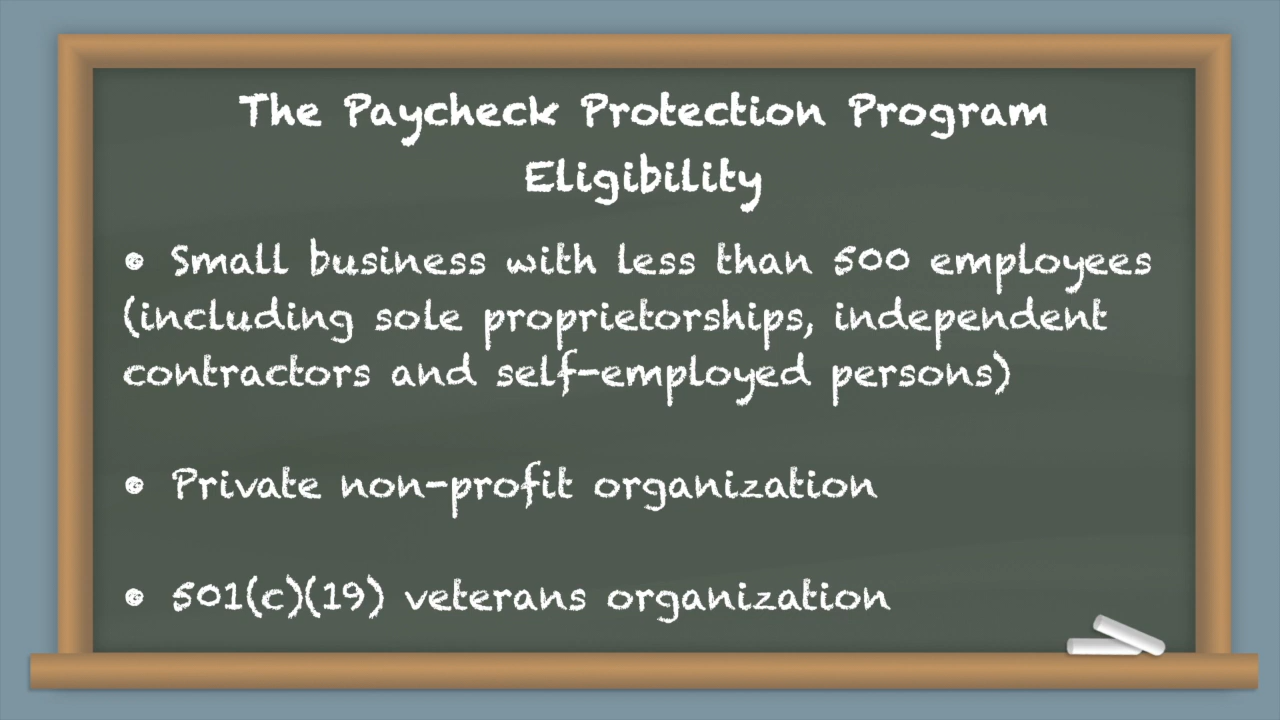 The Paycheck Protection Program
Eligibility
• Small business with less than 500 employees
(including sole proprietorships, independent
contractors and self-employed persons)
• Private non-profit organization
• 501(c)(19) veterans organization